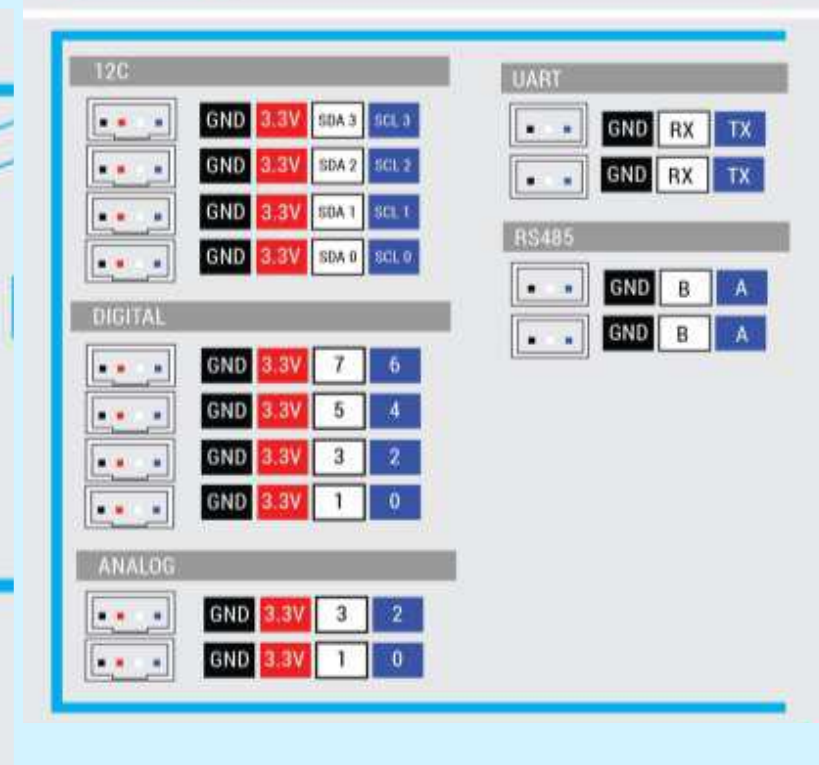 12C
GND 3.3V SDA 3 SCL 3
GND 3.3V SDA 2 SCL 2
GND 3.3V SDA 1 SCL 1
GND 3.3V SDA 0 SCL 0
DIGITAL
GND 3.3V 7 6
GND 3.3V 5 4
GND 3.3V 3 2
GND 3.3V 1 0
ANALOG
GND 3.3V 3 2
GND 3.3V 1 0
UART
GND RX TX
GND RX TX
RS485
GND B A
GND B A